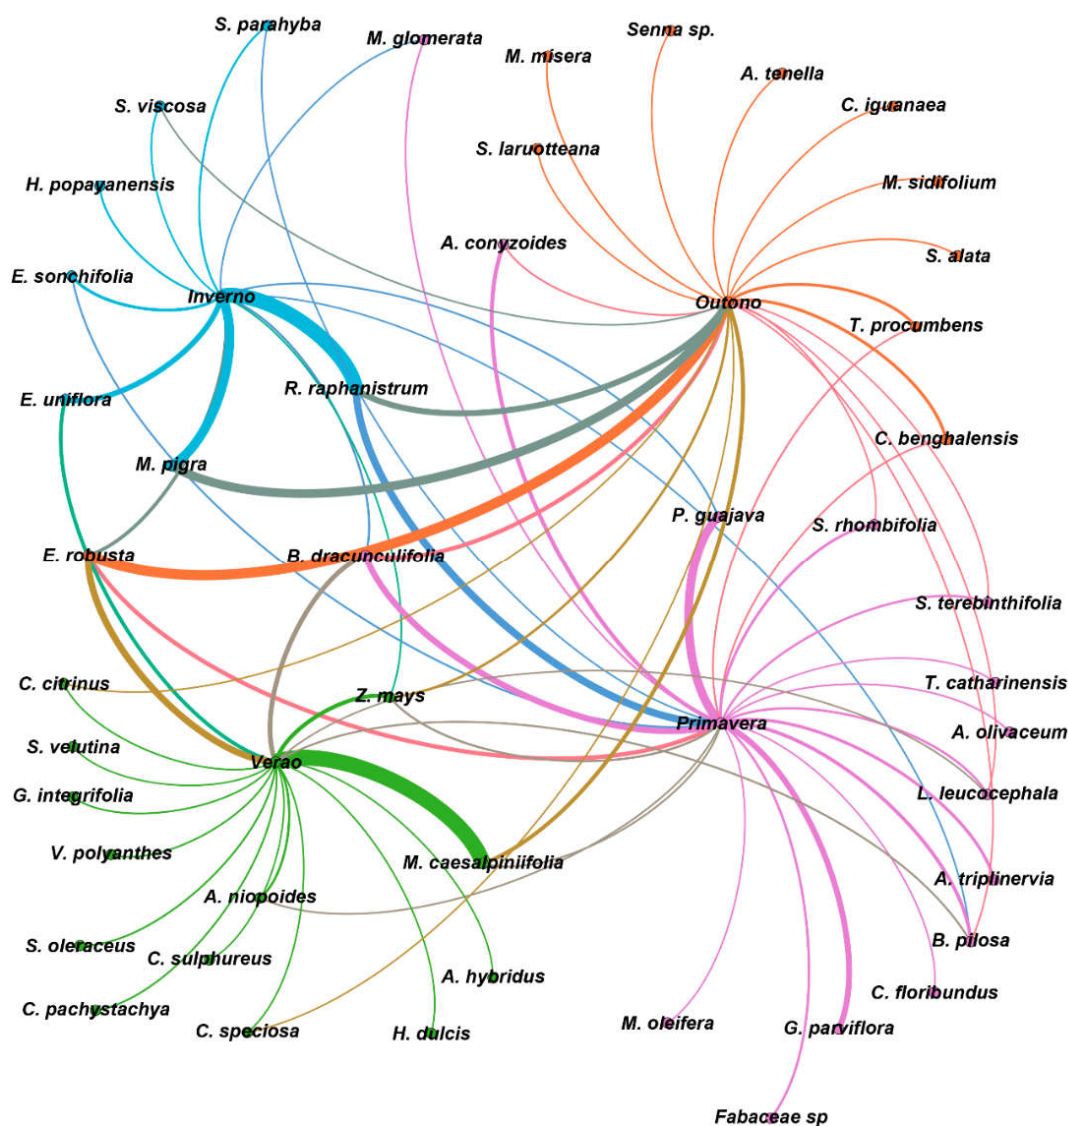 S. parahyba
M. glomerata
Senna sp.
M. misera
A. tenella
S. viscosa
C. iguanaea
S. laruotteana
H. popayanensis
M. sidifolium
A. conyzoides
S. alata
E. sonchifolia
Inverno
Outono
T. procumbens
R. raphanistrum
E. uniflora
C. benghalensis
M. pigra
P. guajava
S. rhombifolia
E. robusta
B. dracunculifolia
S. terebinthifolia
C. citrinus
T. catharinensis
Z. mays
Primavera
A. olivaceum
S. velutina
Verao
G. integrifolia
L. leucocephala
V. polyanthes
M. caesalpiniifolia
A. triplinervia
A. niopoides
S. oleraceus
B. pilosa
C. sulphureus
A. hybridus
C. floribundus
C. pachystachya
C. speciosa
H. dulcis
M. oleifera
G. parviflora
Fabaceae sp